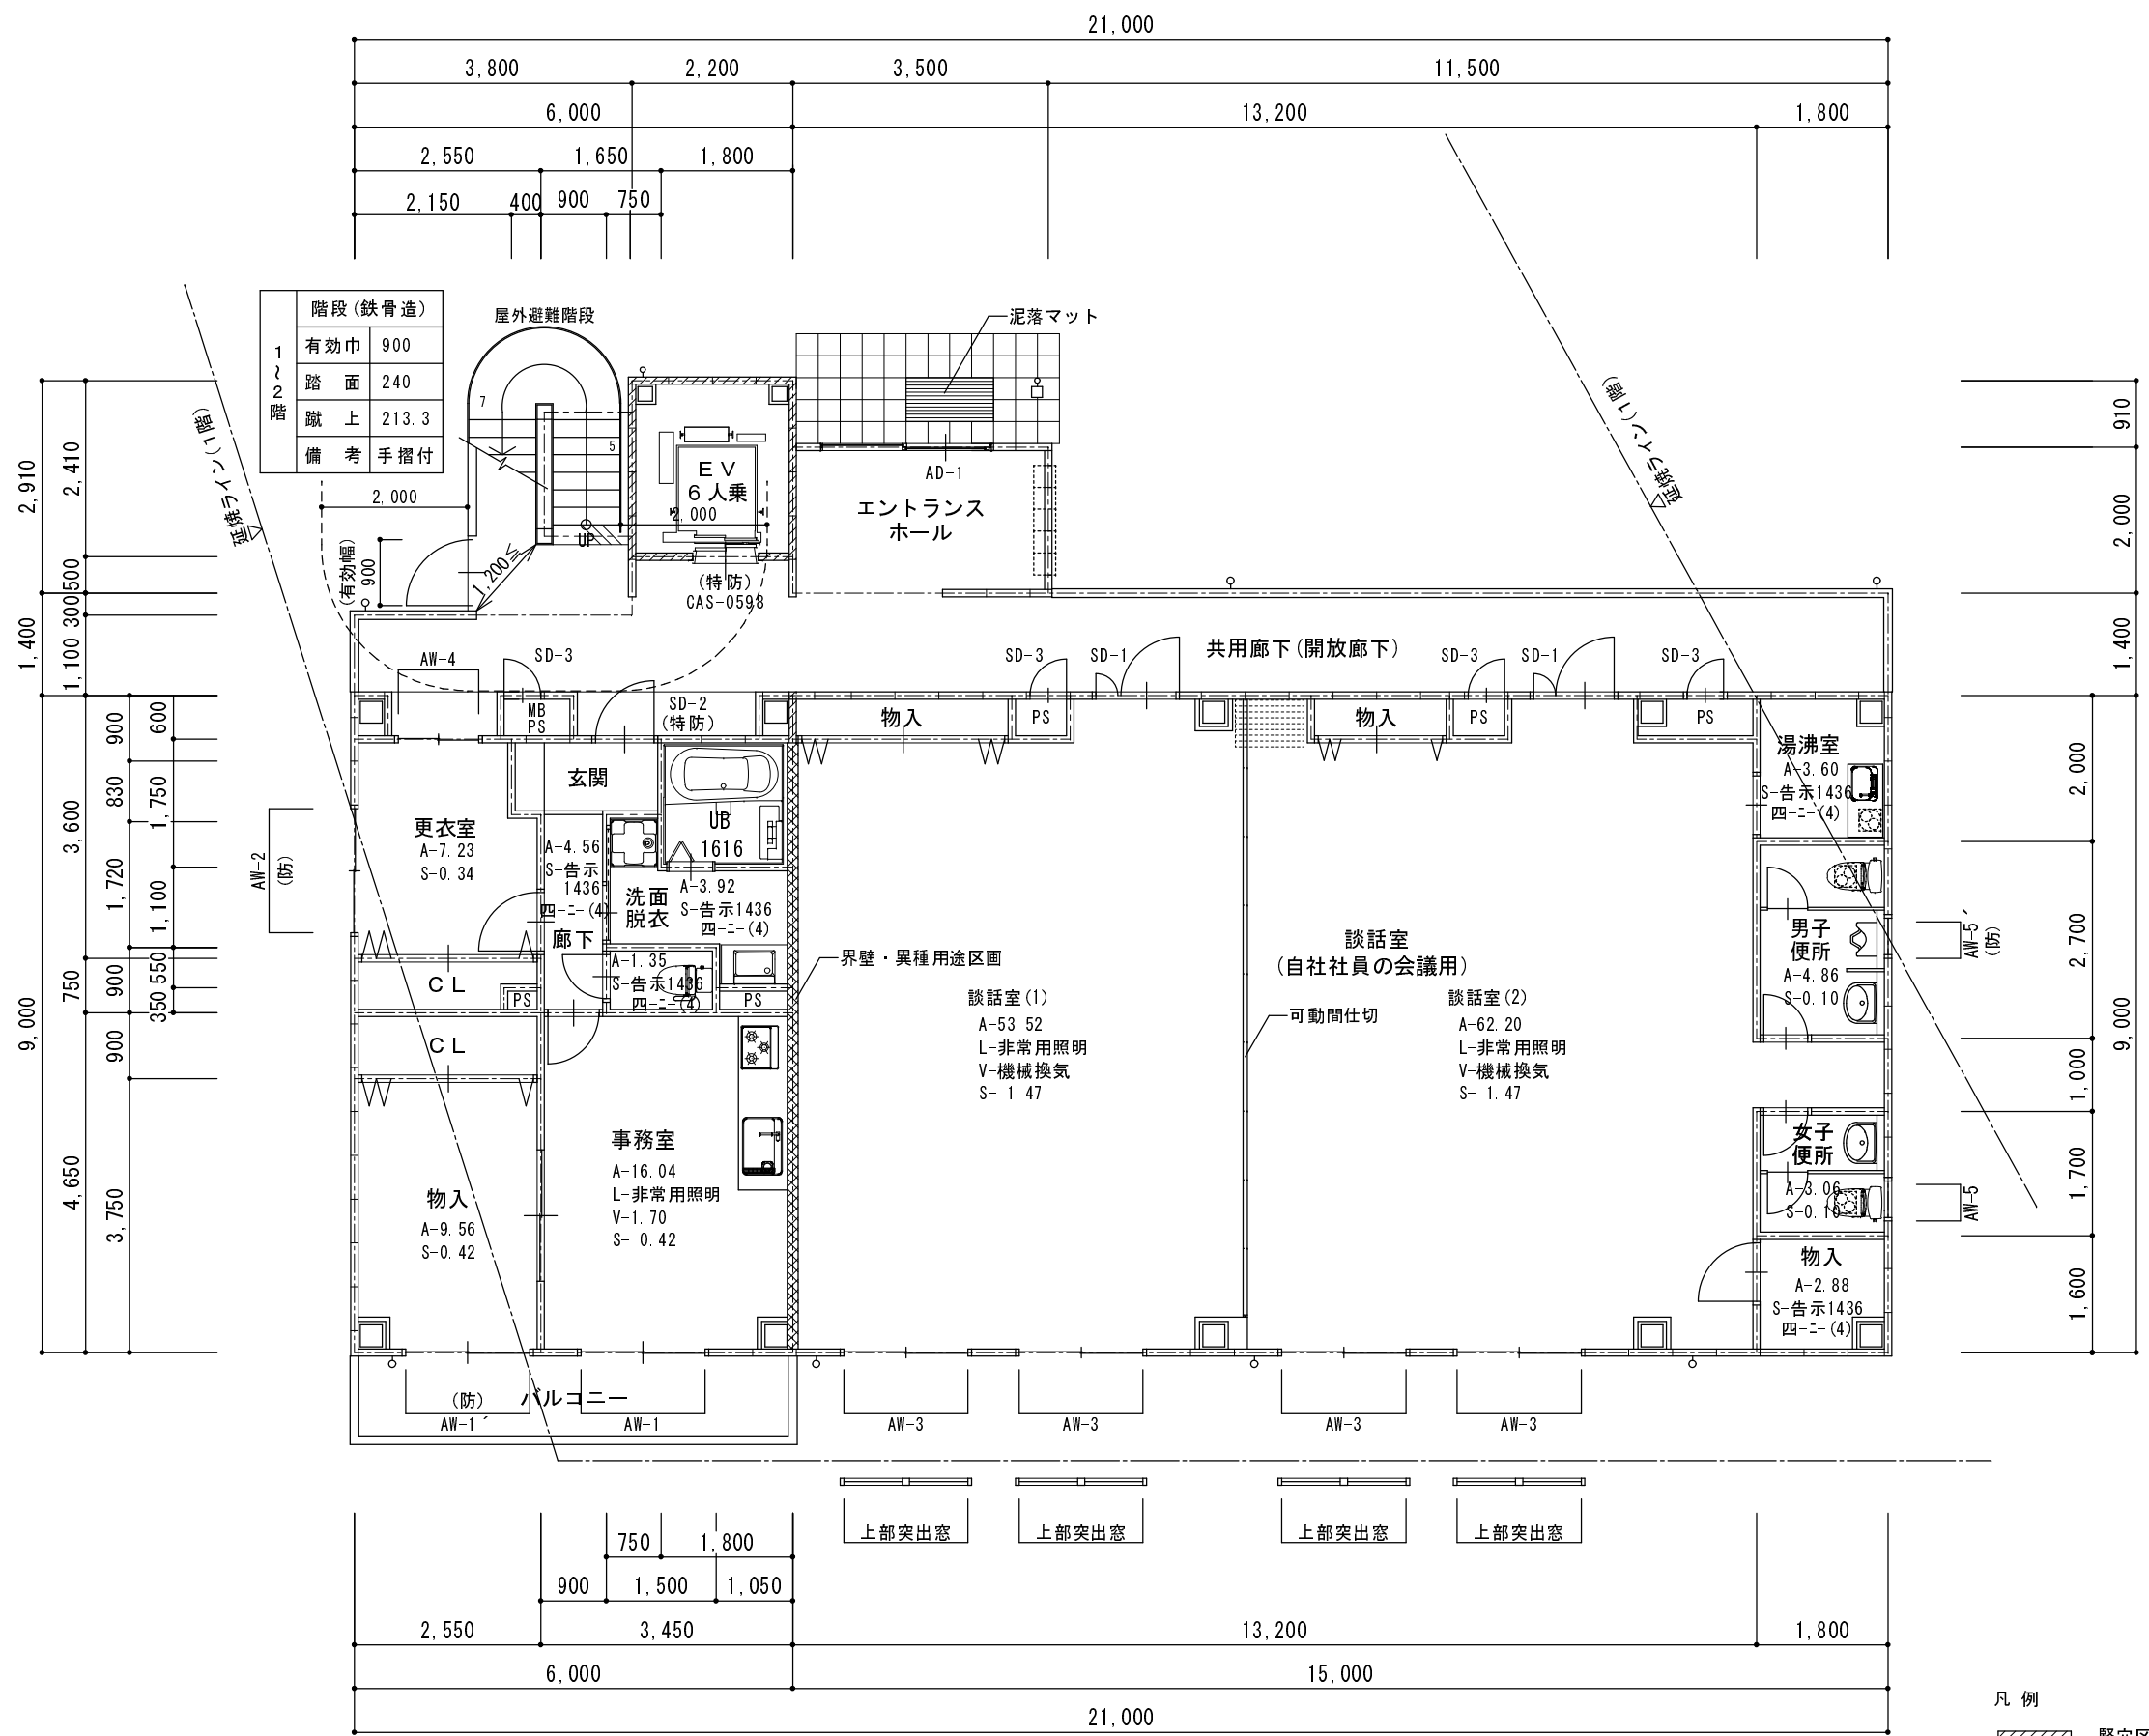 21,000
3,800
2,200
3,500
11,500
6,000
13,200
1,800
2,550
1,650
1,800
2,150
400
900
750
1~2階
階段(鉄骨造)
有効巾 900
踏 面 240
蹴 上 213.3
備 考 手摺付
屋外避難階段
泥落マット
延焼ライン(1階)
延焼ライン(1階)
7
5
UP
2,000
1,200≦
(有効幅)
900
EV
6人乗
2,000
(特防)
CAS-0598
AD-1
エントランス
ホール
共用廊下(開放廊下)
AW-4
SD-3
SD-3
SD-1
SD-3
SD-1
SD-3
SD-2
(特防)
MB
PS
物入
PS
物入
PS
PS
玄関
UB
1616
更衣室
A-7.23
S-0.34
A-4.56
S-告示
1436
四-ニ-(4)
廊下
洗面
脱衣
A-3.92
S-告示1436
四-ニ-(4)
A-1.35
S-告示1436
四-ニ-(4)
PS
PS
CL
CL
界壁・異種用途区画
談話室
(自社社員の会議用)
談話室(1)
A-53.52
L-非常用照明
V-機械換気
S- 1.47
可動間仕切
談話室(2)
A-62.20
L-非常用照明
V-機械換気
S- 1.47
湯沸室
A-3.60
S-告示1436
四-ニ-(4)
男子
便所
A-4.86
S-0.10
女子
便所
A-3.06
S-0.10
物入
A-2.88
S-告示1436
四-ニ-(4)
事務室
A-16.04
L-非常用照明
V-1.70
S- 0.42
物入
A-9.56
S-0.42
AW-2
(防)
AW-5´
(防)
AW-5
(防)
バルコニー
AW-1´
AW-1
AW-3
AW-3
AW-3
AW-3
上部突出窓
上部突出窓
上部突出窓
上部突出窓
2,910
1,400
9,000
2,410
500
300
1,100
3,600
750
4,650
900
830
1,720
900
900
3,750
600
1,750
1,100
550
350
910
2,000
1,400
9,000
2,000
2,700
1,000
1,700
1,600
750
1,800
900
1,500
1,050
2,550
3,450
13,200
1,800
6,000
15,000
21,000
凡 例